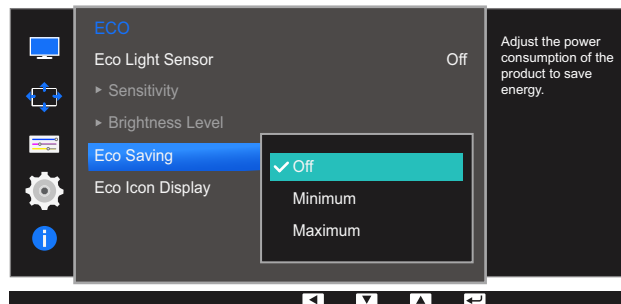 ECO
Eco Light Sensor Off
▸ Sensitivity
▸ Brightness Level
Eco Saving
Eco Icon Display
Off
Minimum
Maximum
Adjust the power
consumption of the
product to save
energy.